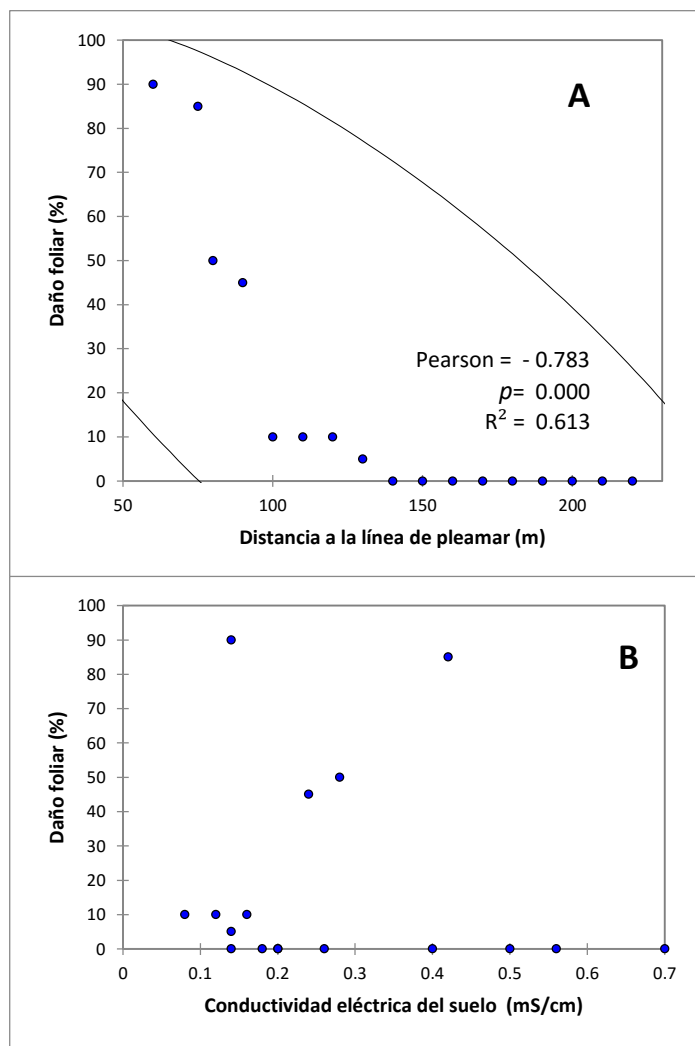 100
90
80
70
60
50
40
30
20
10
0
Daño foliar (%)
A
Pearson = - 0.783
p= 0.000
R² = 0.613
50 100 150 200
Distancia a la línea de pleamar (m)
100
90
80
70
60
50
40
30
20
10
0
Daño foliar (%)
B
0 0.1 0.2 0.3 0.4 0.5 0.6 0.7
Conductividad eléctrica del suelo (mS/cm)